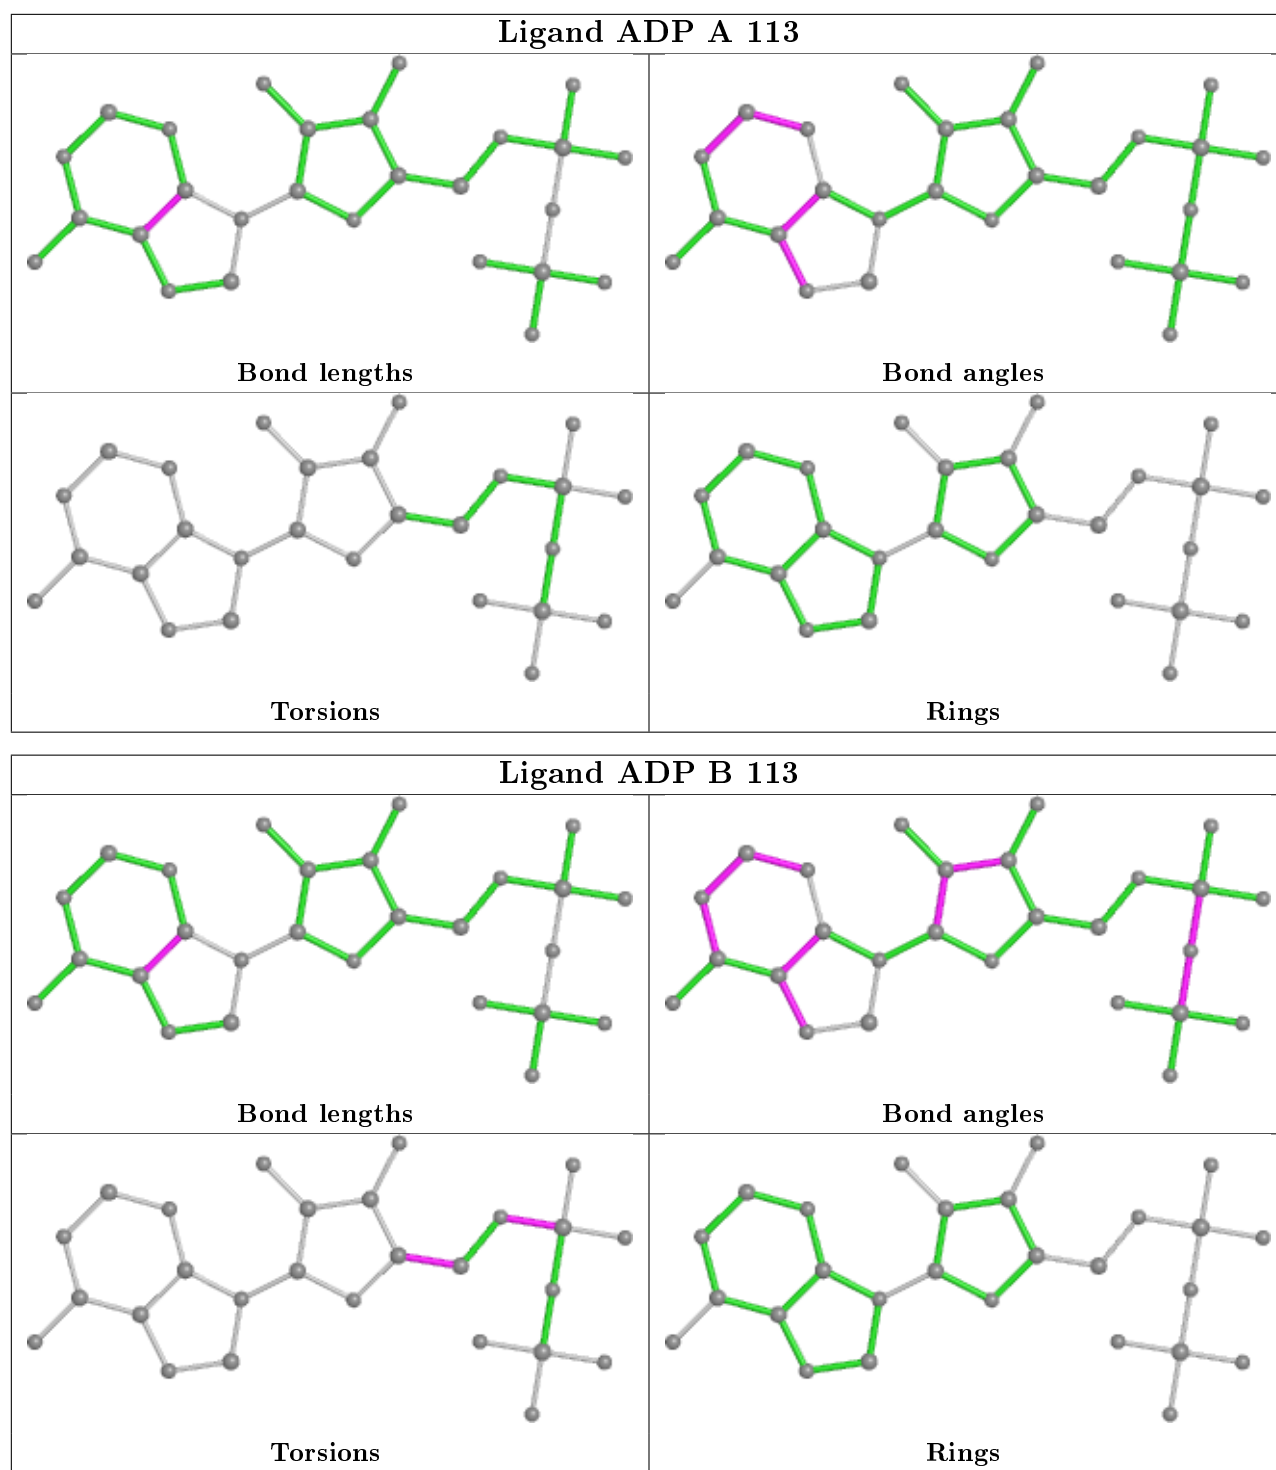 Ligand ADP A 113
Bond lengths
Bond angles
Torsions
Rings
Ligand ADP B 113
Bond lengths
Bond angles
Torsions
Rings